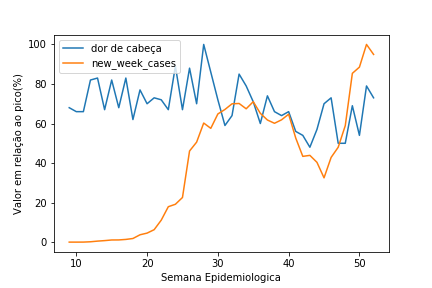 dor de cabeça
new_week_cases
Valor em relação ao pico(%)
100
80
60
40
20
0
10
20
30
40
50
Semana Epidemiologica